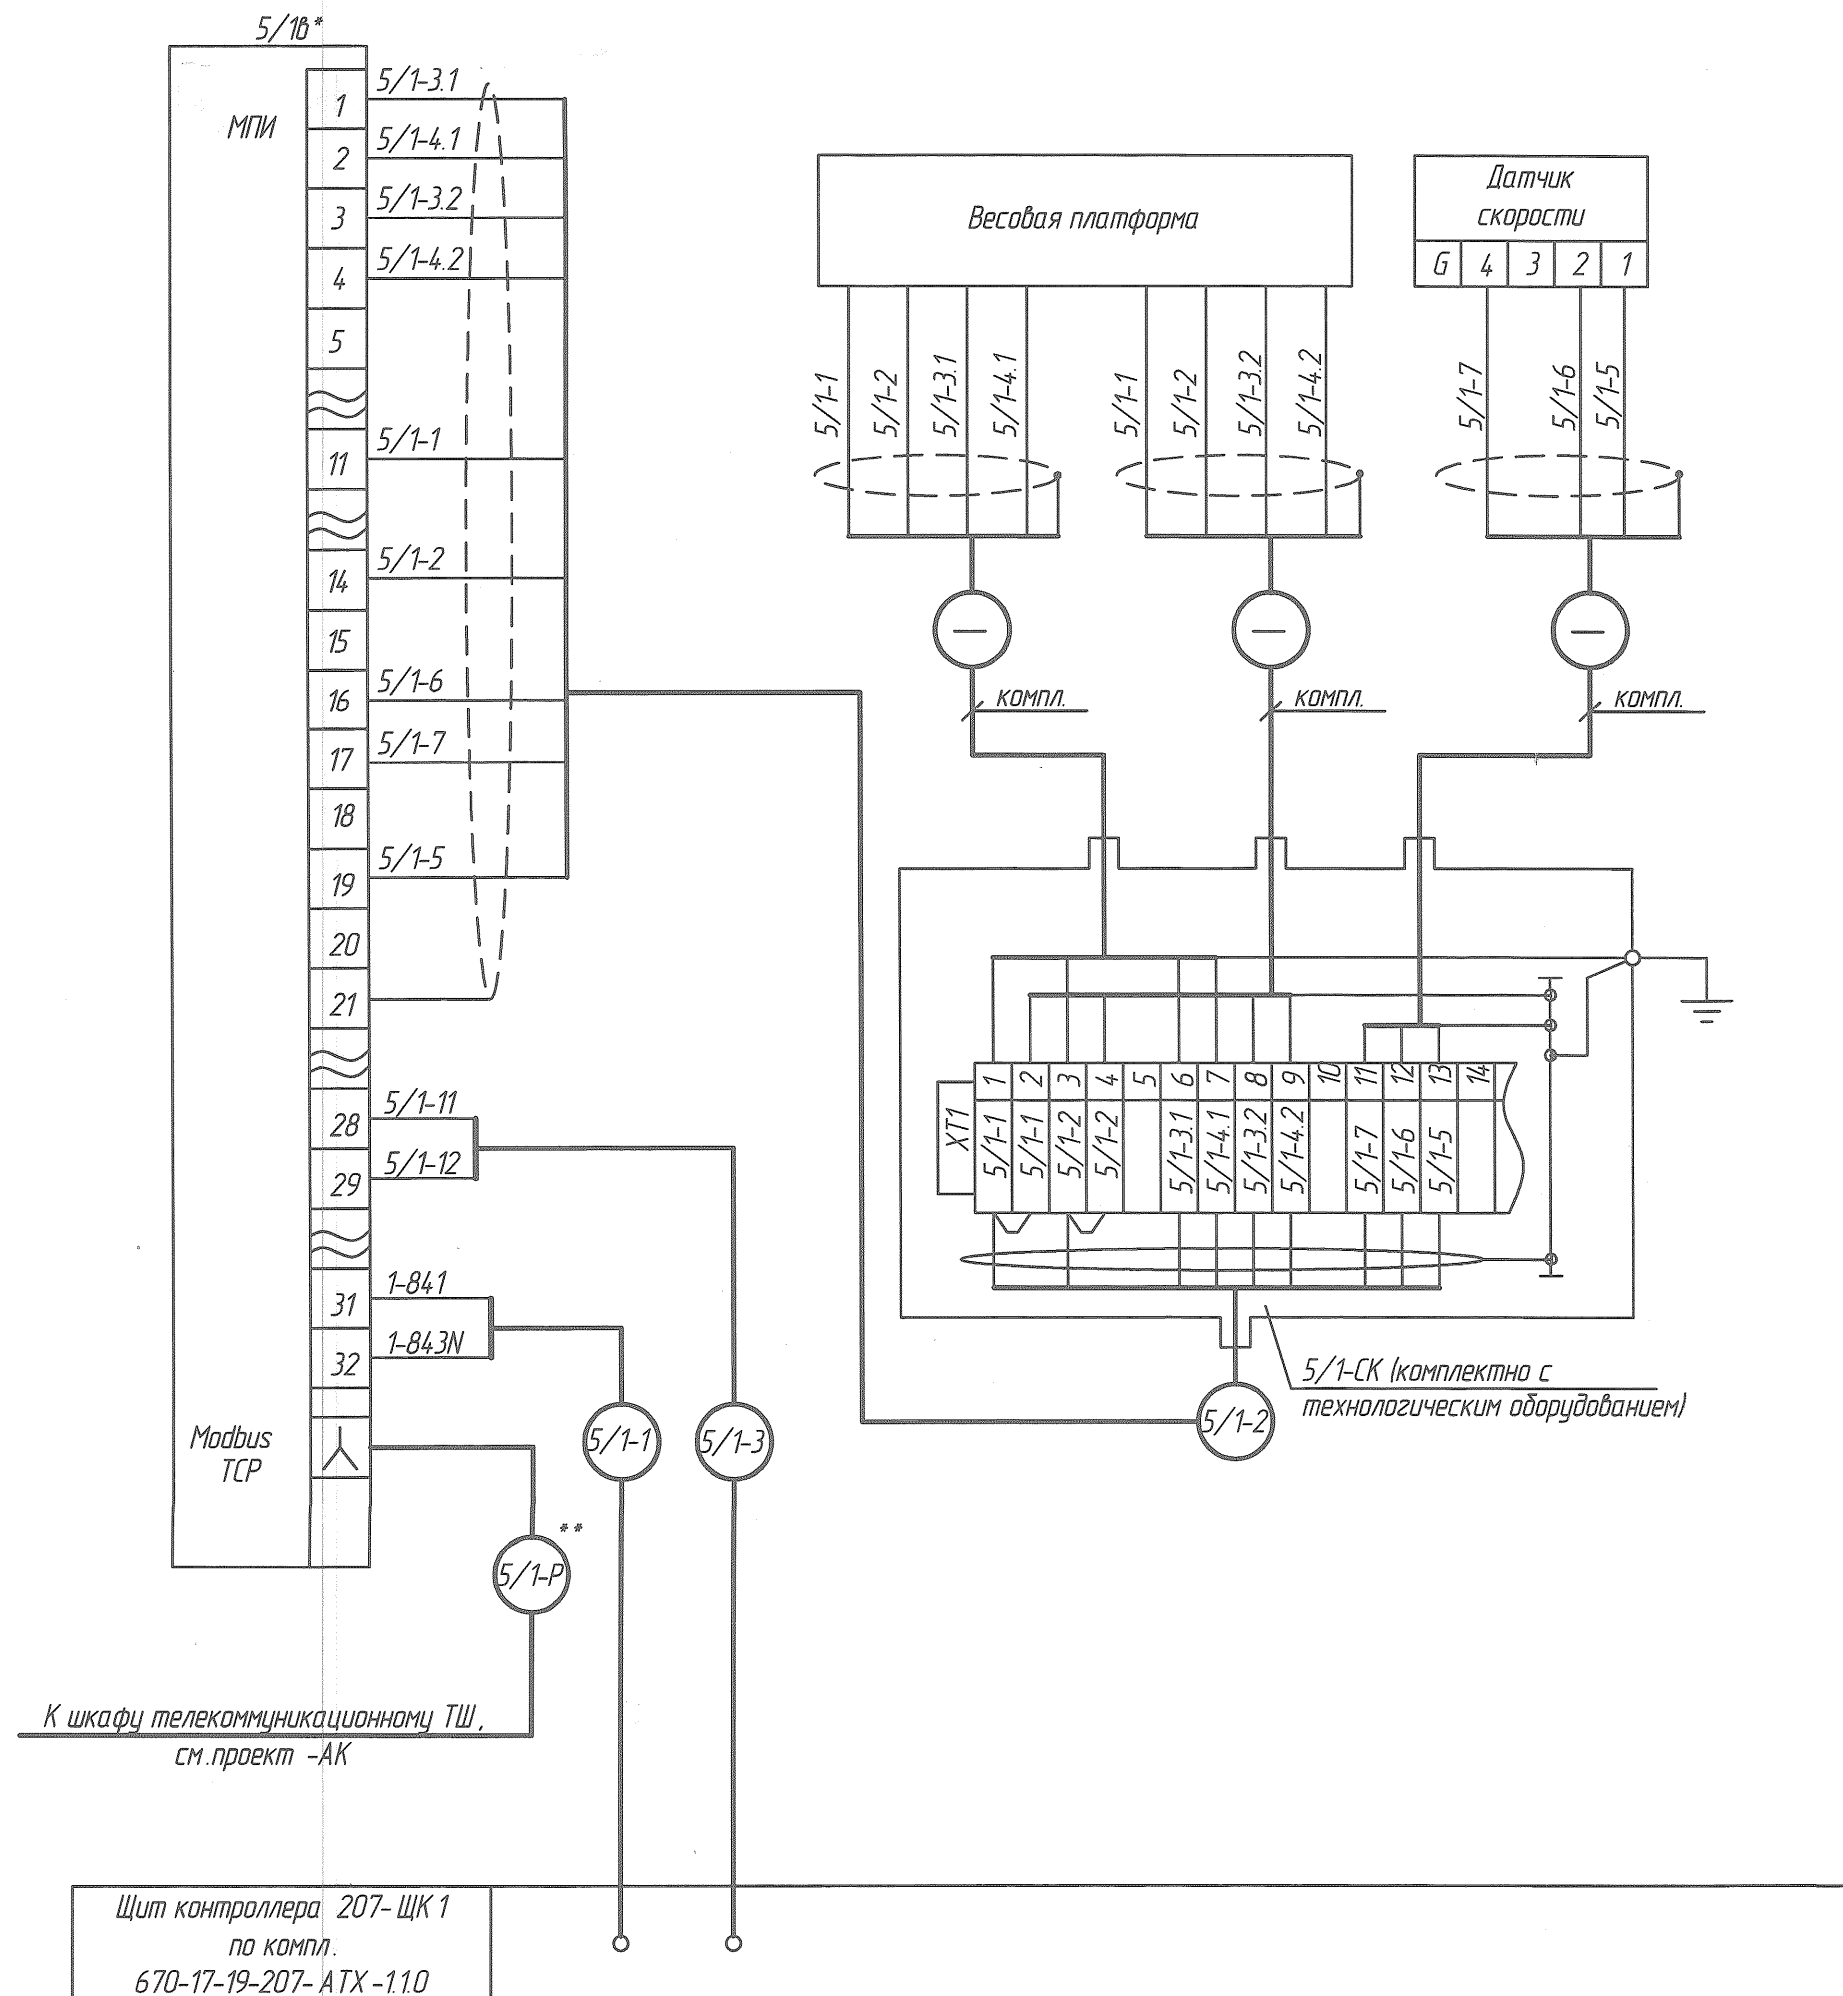 5/1в*
МПИ
1
5/1-3.1
2
5/1-4.1
3
5/1-3.2
4
5/1-4.2
5
11
5/1-1
14
5/1-2
15
16
5/1-6
17
5/1-7
18
19
5/1-5
20
21
28
5/1-11
29
5/1-12
31
1-841
32
1-843N
Modbus
TCP
5/1-1
5/1-3
5/1-P
**
К шкафу телекоммуникационному ТШ,
см.проект -АК
Щит контроллера 207-ЩК1
по компл.
670-17-19-207-АТХ-1.1.0
Весовая платформа
5/1-1
5/1-2
5/1-3.1
5/1-4.1
5/1-1
5/1-2
5/1-3.2
5/1-4.2
Датчик
скорости
G 4 3 2 1
5/1-7
5/1-6
5/1-5
компл.
компл.
компл.
ХТ1
1 2 3 4 5 6 7 8 9 10 11 12 13 14
5/1-1
5/1-1
5/1-2
5/1-2
5/1-3.1
5/1-4.1
5/1-3.2
5/1-4.2
5/1-7
5/1-6
5/1-5
5/1-2
5/1-СК (комплектно с
технологическим оборудованием)